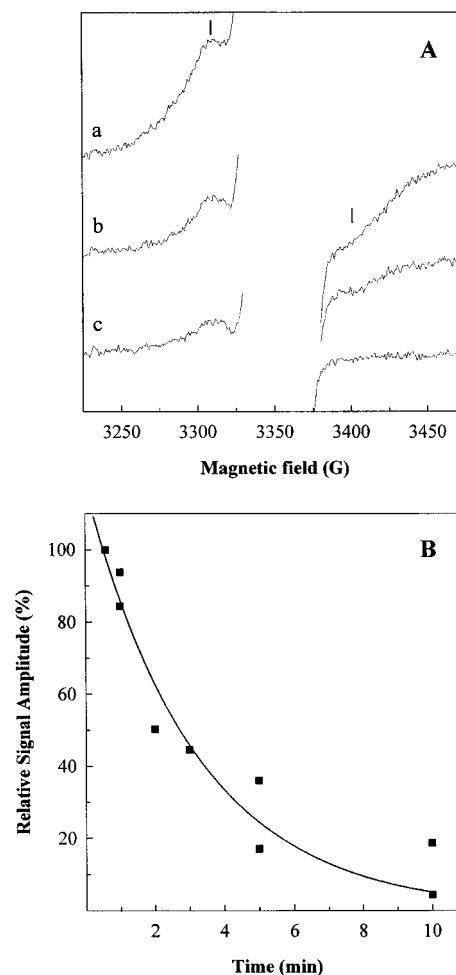 A
a
b
c
3250 3300 3350 3400 3450
Magnetic field (G)
B
100
80
60
40
20
Relative Signal Amplitude (%)
2 4 6 8 10
Time (min)